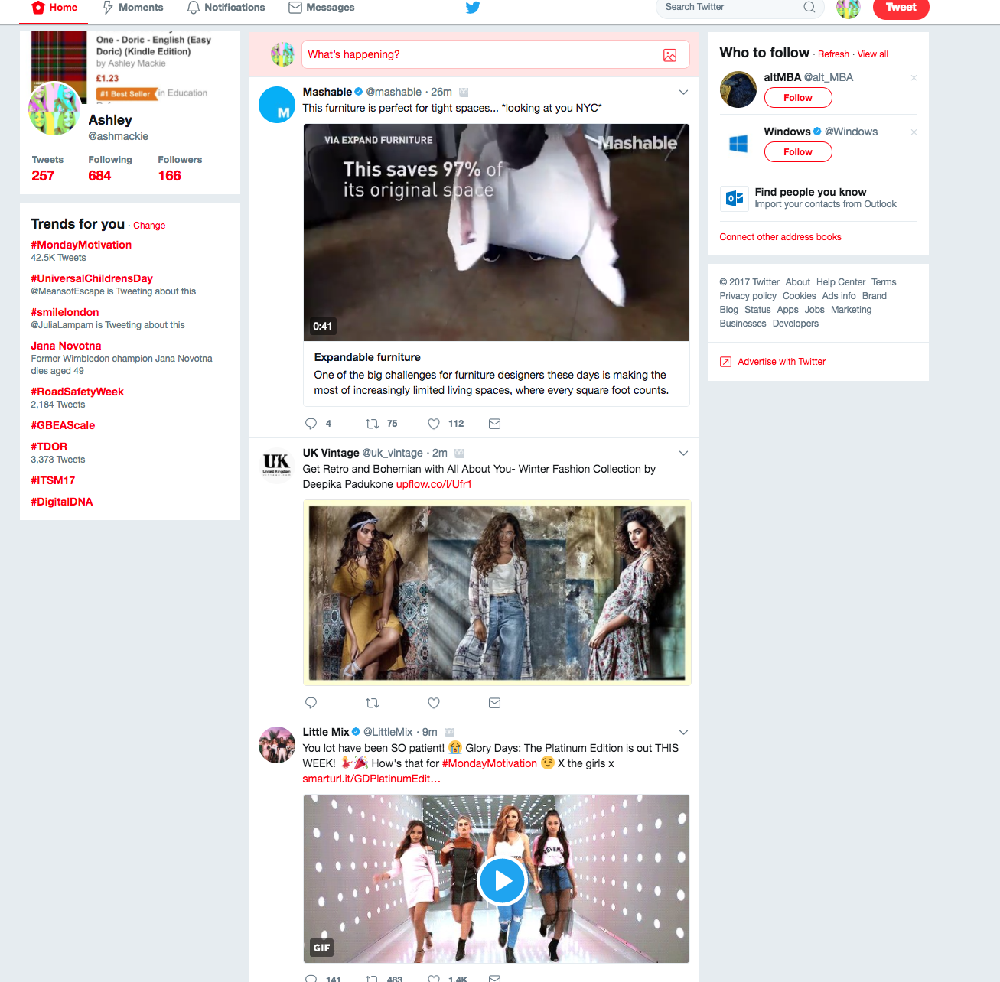 Home
Moments
Notifications
Messages
Search Twitter
Tweet
One - Doric - English (Easy
Doric) (Kindle Edition)
by Ashley Mackie
£1.23
#1 Best Seller in Education
Ashley
@ashmackie
Tweets Following Followers
257 684 166
Trends for you · Change
#MondayMotivation
42.5K Tweets
#UniversalChildrensDay
@MeansofEscape is Tweeting about this
#smilelondon
@JuliaLampam is Tweeting about this
Jana Novotna
Former Wimbledon champion Jana Novotna
dies aged 49
#RoadSafetyWeek
2,184 Tweets
#GBEAScale
#TDOR
3,373 Tweets
#ITSM17
#DigitalDNA
What's happening?
M
Mashable @mashable · 26m
This furniture is perfect for tight spaces... *looking at you NYC*
VIA EXPAND FURNITURE
Mashable
This saves 97% of
its original space
0:41
Expandable furniture
One of the big challenges for furniture designers these days is making the
most of increasingly limited living spaces, where every square foot counts.
4 75 112
UK
United Kingdom
UK Vintage @uk_vintage · 2m
Get Retro and Bohemian with All About You- Winter Fashion Collection by
Deepika Padukone upflow.co/l/Ufr1
Little Mix @LittleMix · 9m
You lot have been SO patient! 😭 Glory Days: The Platinum Edition is out THIS
WEEK! 💃🎉 How's that for #MondayMotivation 😉 X the girls x
smarturl.it/GDPlatinumEdit…
REVENGE
GIF
141 483 1.4K
Who to follow · Refresh · View all
altMBA @alt_MBA
Follow
Windows @Windows
Follow
Find people you know
Import your contacts from Outlook
Connect other address books
© 2017 Twitter About Help Center Terms
Privacy policy Cookies Ads info Brand
Blog Status Apps Jobs Marketing
Businesses Developers
Advertise with Twitter